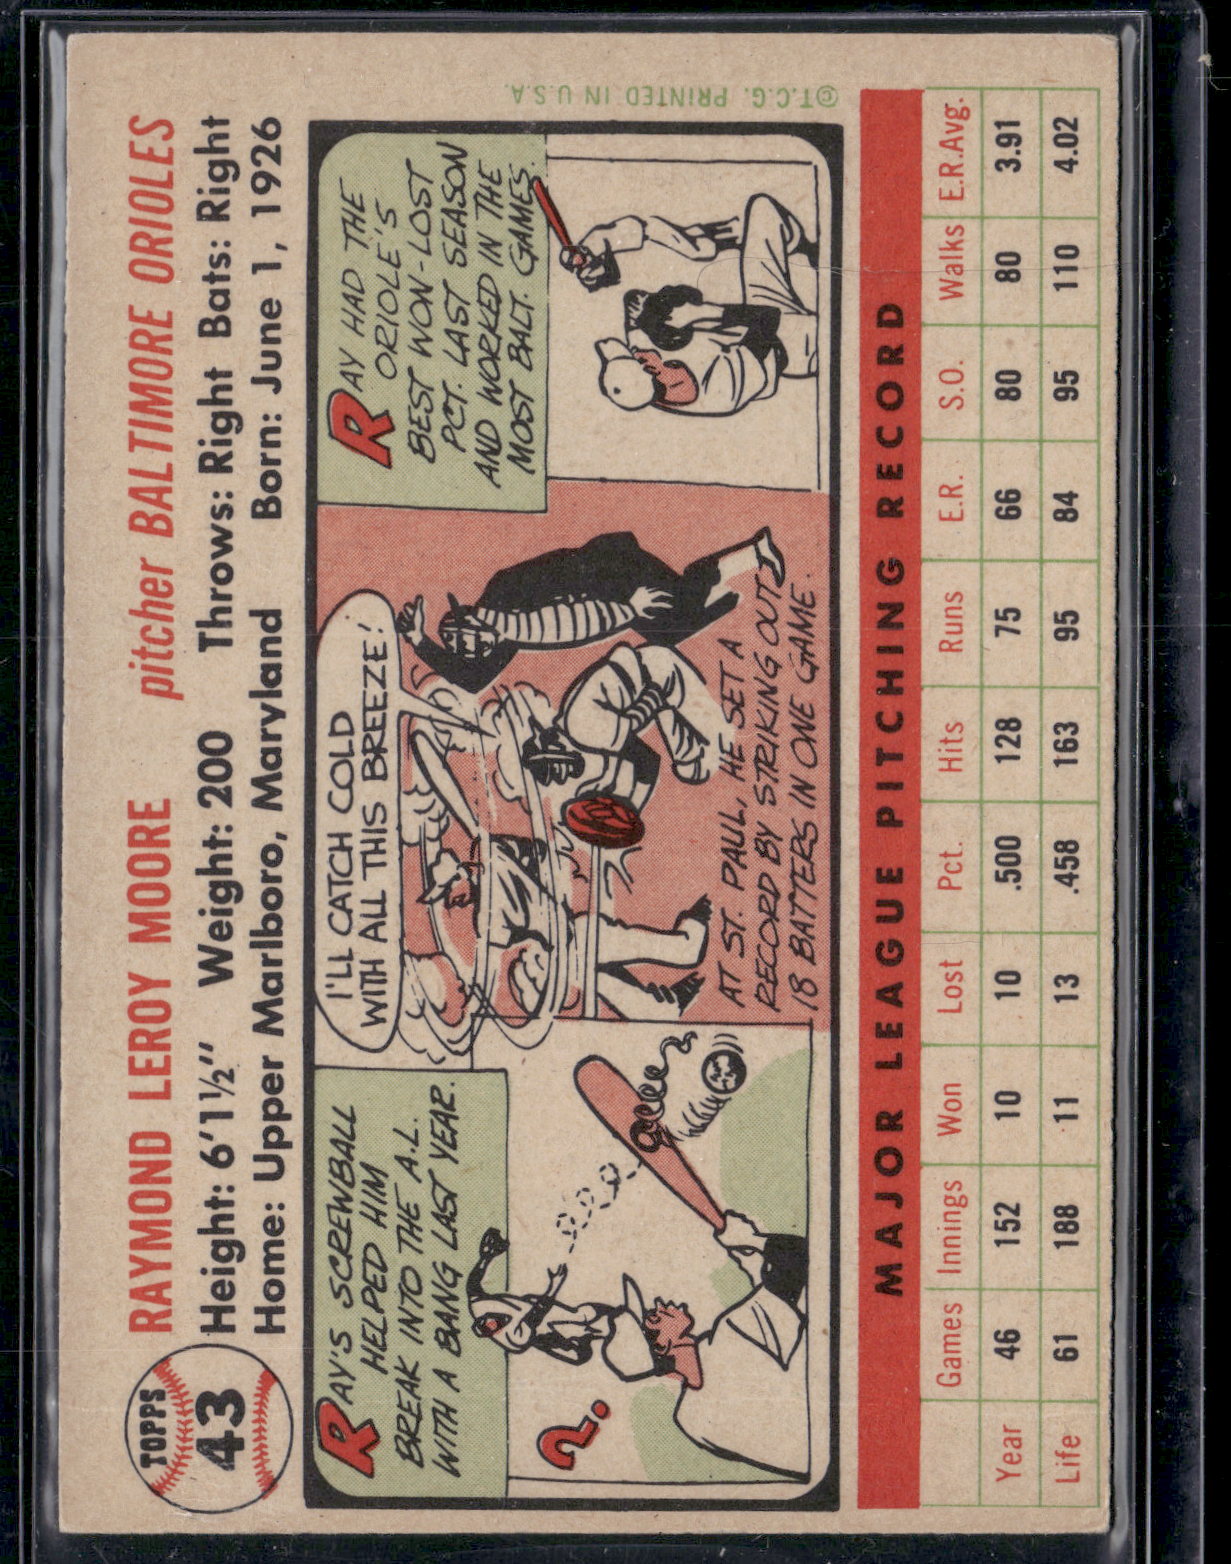 TOPPS
43
RAYMOND LEROY MOORE pitcher BALTIMORE ORIOLES
Height: 6'1½" Weight: 200 Throws: Right Bats: Right
Home: Upper Marlboro, Maryland Born: June 1, 1926
RAY'S SCREWBALL
HELPED HIM
BREAK INTO THE A.L.
WITH A BANG LAST YEAR.
?
I'LL CATCH COLD
WITH ALL THIS BREEZE!
AT ST. PAUL, HE SET A
RECORD BY STRIKING OUT
18 BATTERS IN ONE GAME.
RAY HAD THE
ORIOLE'S
BEST WON-LOST
PCT. LAST SEASON
AND WORKED IN THE
MOST BALT. GAMES.
©T.C.G. PRINTED IN U.S.A.
MAJOR LEAGUE PITCHING RECORD
Games Innings Won Lost Pct. Hits Runs E.R. S.O. Walks E.R.Avg.
Year 46 152 10 10 .500 128 75 66 80 80 3.91
Life 61 188 11 13 .458 163 95 84 95 110 4.02